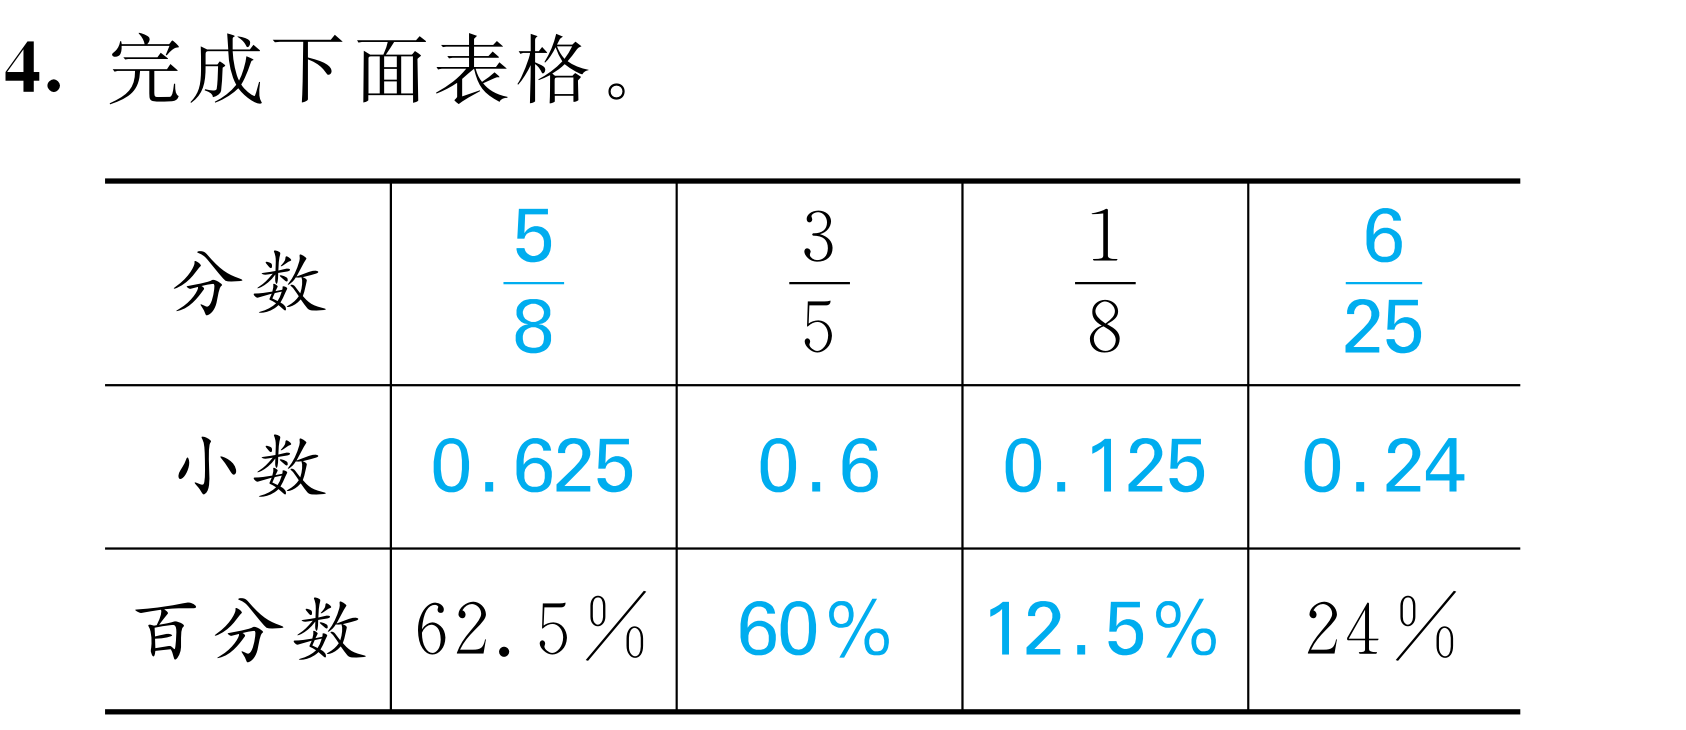 4. 完成下面表格。
分数 5/8 3/5 1/8 6/25
小数 0.625 0.6 0.125 0.24
百分数 62.5% 60% 12.5% 24%